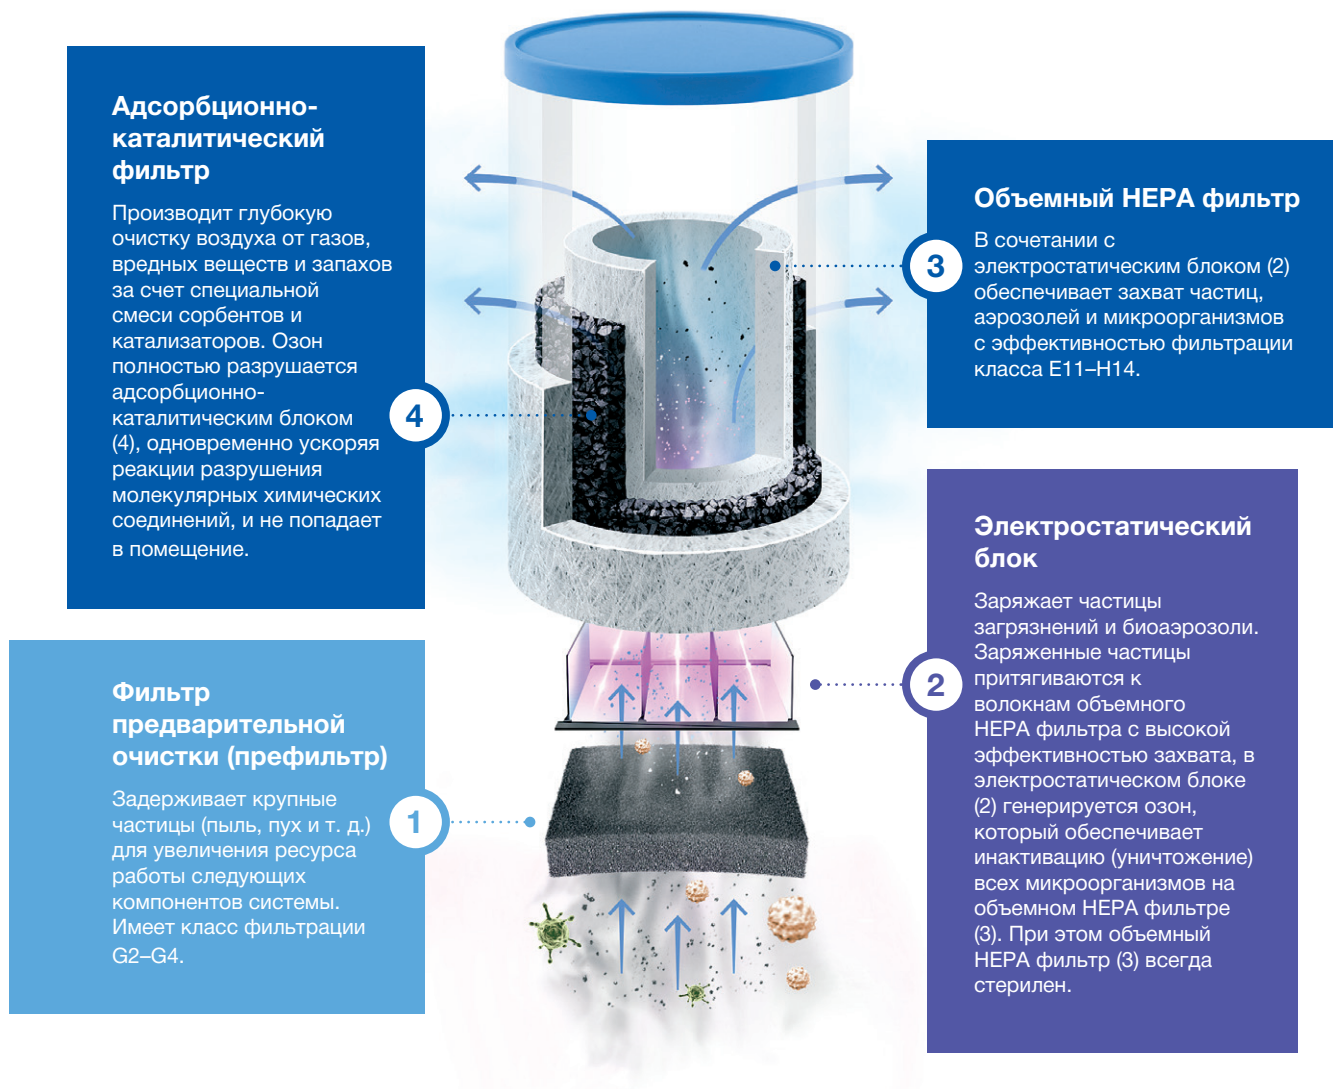 Адсорбционно-
каталитический
фильтр
Производит глубокую
очистку воздуха от газов,
вредных веществ и запахов
за счет специальной
смеси сорбентов и
катализаторов. Озон
полностью разрушается
адсорбционно-
каталитическим блоком
(4), одновременно ускоряя
реакции разрушения
молекулярных химических
соединений, и не попадает
в помещение.
4
Объемный HEPA фильтр
В сочетании с
электростатическим блоком (2)
обеспечивает захват частиц,
аэрозолей и микроорганизмов
с эффективностью фильтрации
класса E11–H14.
3
Фильтр
предварительной
очистки (префильтр)
Задерживает крупные
частицы (пыль, пух и т. д.)
для увеличения ресурса
работы следующих
компонентов системы.
Имеет класс фильтрации
G2–G4.
1
Электростатический
блок
Заряжает частицы
загрязнений и биоаэрозоли.
Заряженные частицы
притягиваются к
волокнам объемного
HEPA фильтра с высокой
эффективностью захвата, в
электростатическом блоке
(2) генерируется озон,
который обеспечивает
инактивацию (уничтожение)
всех микроорганизмов на
объемном HEPA фильтре
(3). При этом объемный
HEPA фильтр (3) всегда
стерилен.
2